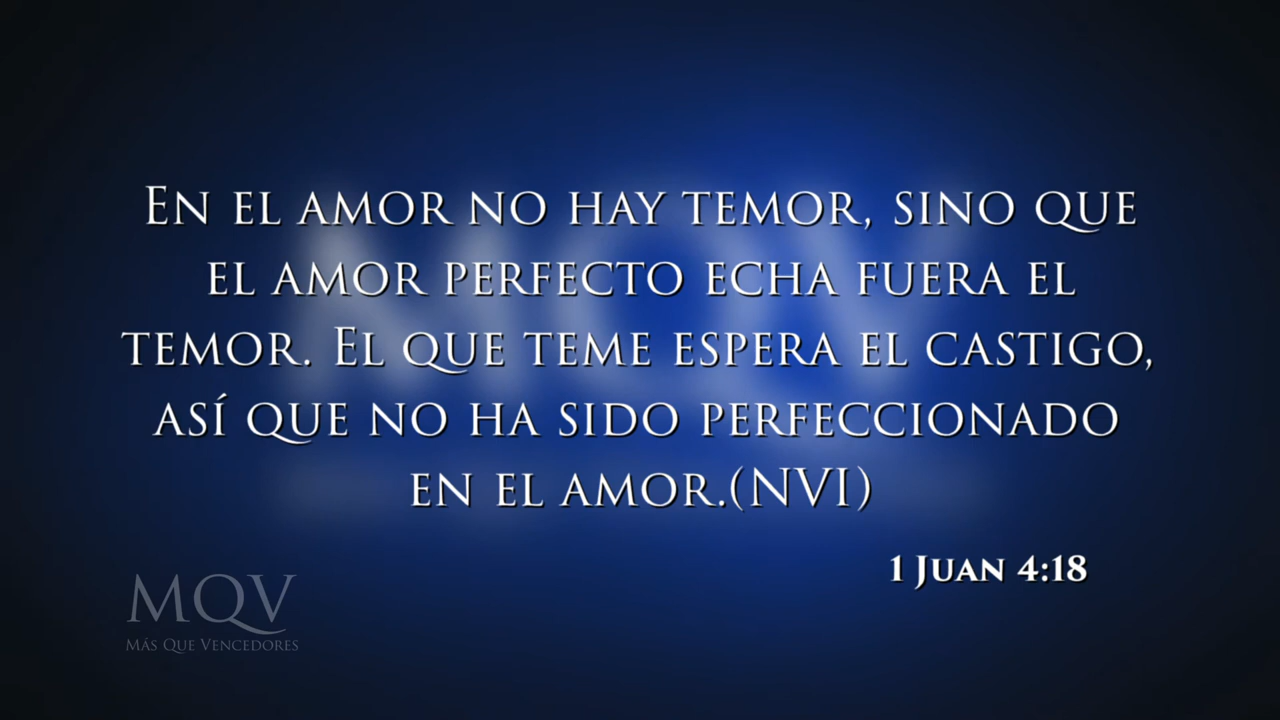 En el amor no hay temor, sino que
el amor perfecto echa fuera el
temor. El que teme espera el castigo,
así que no ha sido perfeccionado
en el amor.(NVI)
1 Juan 4:18
MQV
Más Que Vencedores